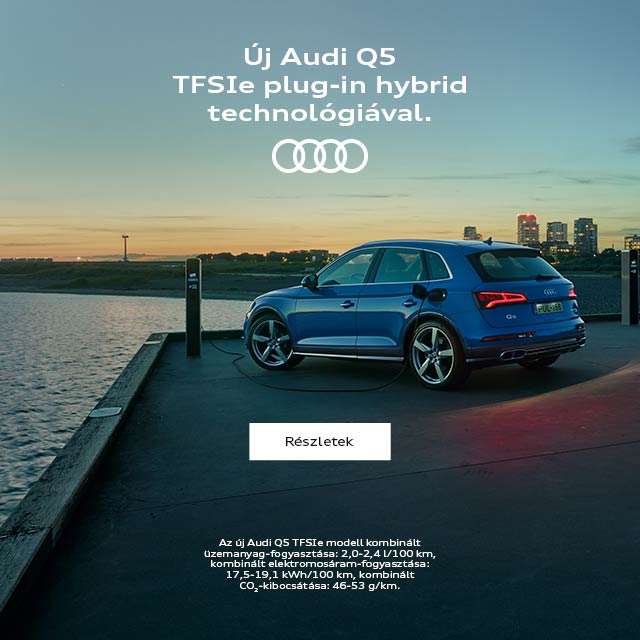 Új Audi Q5
TFSIe plug-in hybrid
technológiával.
Q5
Részletek
Az új Audi Q5 TFSIe modell kombinált
üzemanyag-fogyasztása: 2,0-2,4 l/100 km,
kombinált elektromosáram-fogyasztása:
17,5-19,1 kWh/100 km, kombinált
CO₂-kibocsátása: 46-53 g/km.